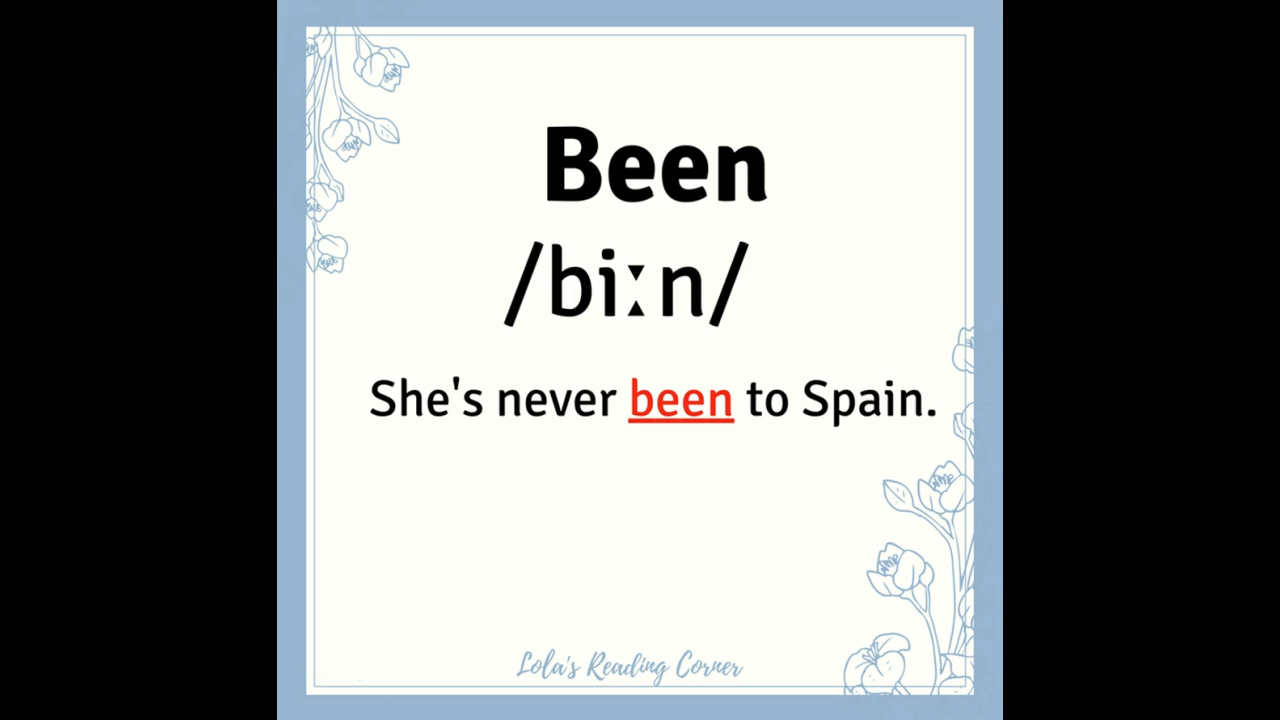 Been
/biːn/
She's never been to Spain.
Lola's Reading Corner